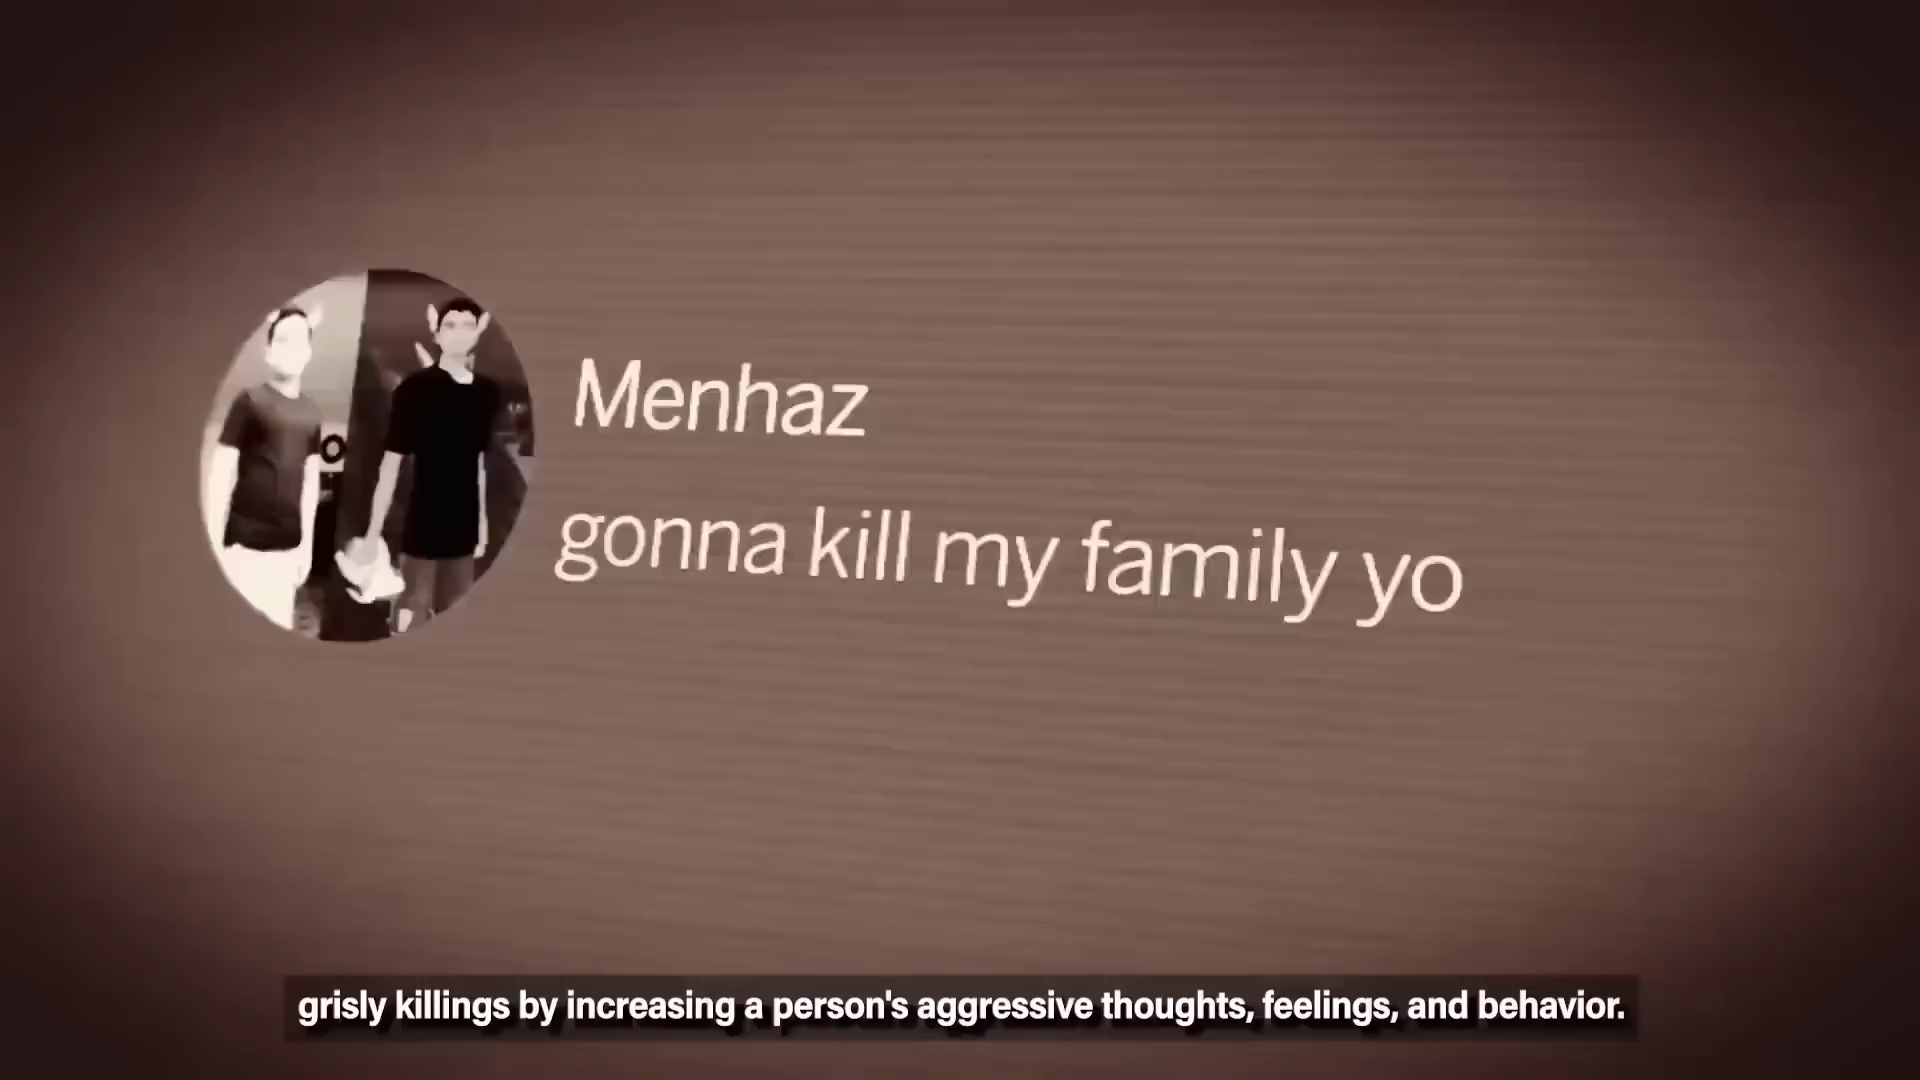 Menhaz
gonna kill my family yo
grisly killings by increasing a person's aggressive thoughts, feelings, and behavior.